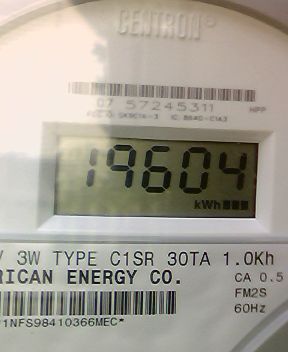 CENTRON®
07 57245311 HPP
19604
kWh
V 3W TYPE C1SR 30TA 1.0Kh
RICAN ENERGY CO. CA 0.5
FM2S
*1NFS98410366MEC* 60Hz